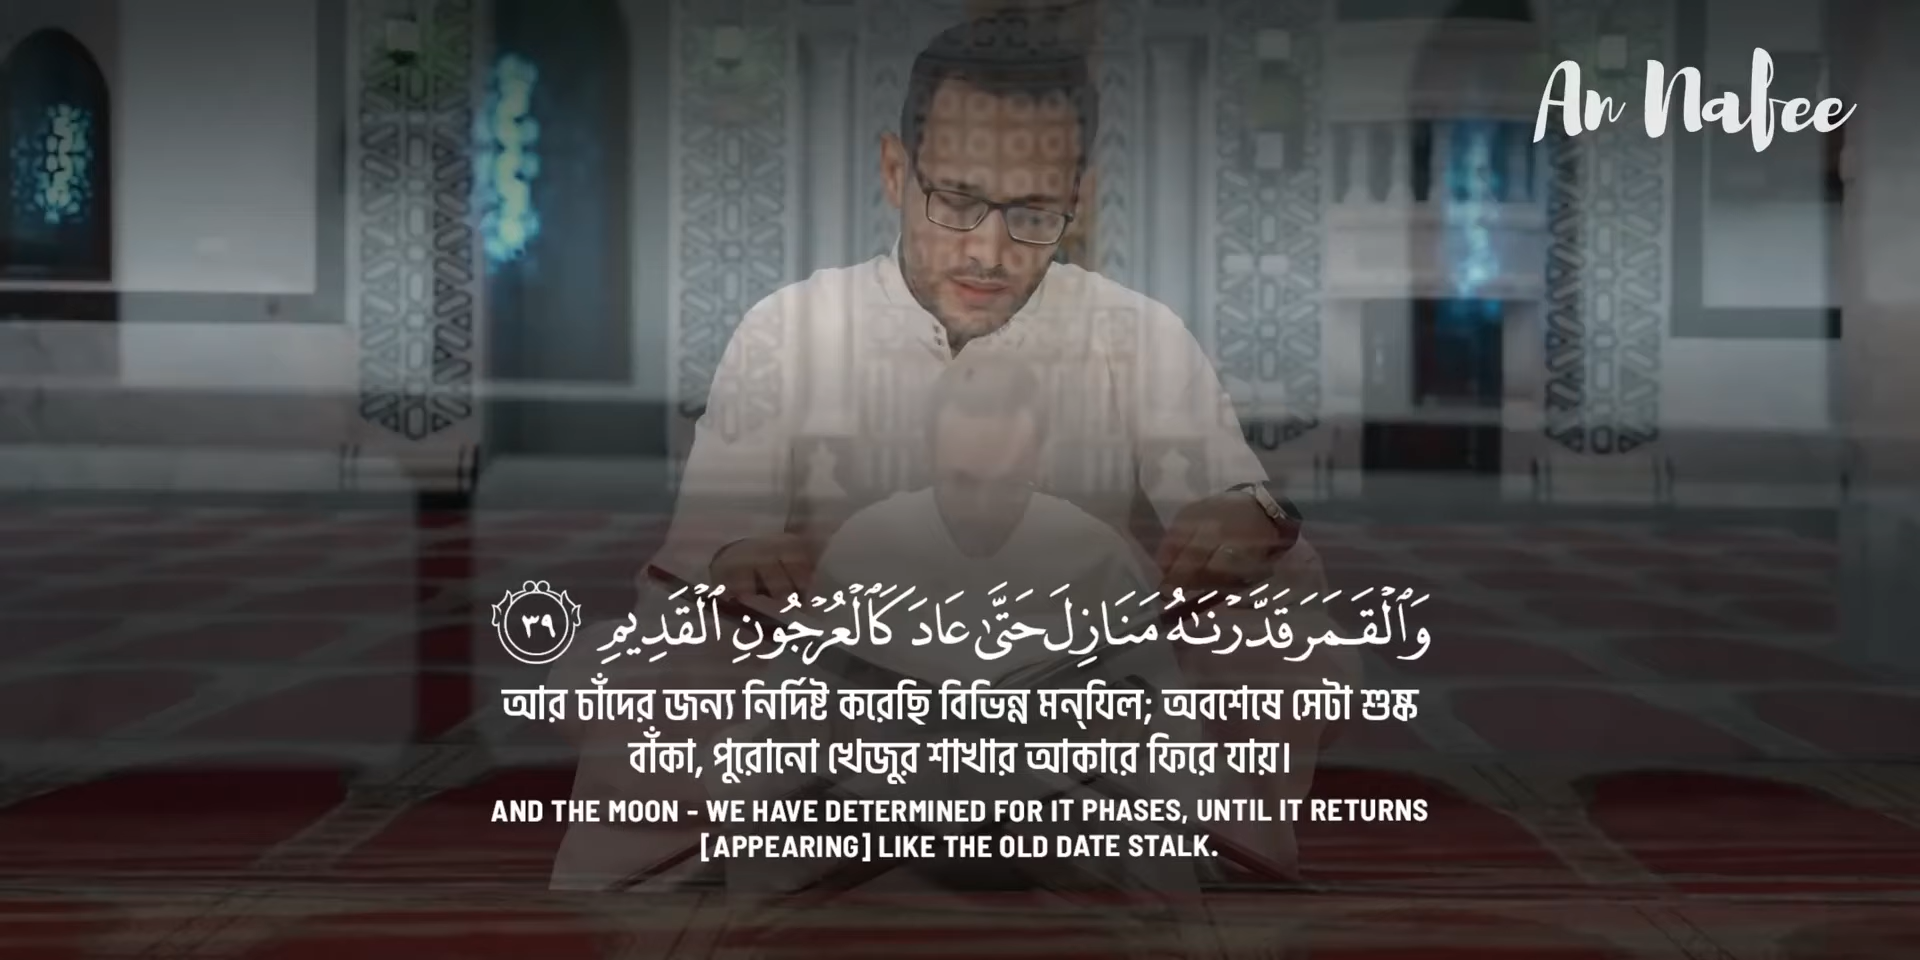 An Nafee
وَٱلْقَمَرَ قَدَّرْنَـٰهُ مَنَازِلَ حَتَّىٰ عَادَ كَٱلْعُرْجُونِ ٱلْقَدِيمِ ٣٩
আর চাঁদের জন্য নির্দিষ্ট করেছি বিভিন্ন মন্‌যিল; অবশেষে সেটা শুষ্ক
বাঁকা, পুরোনো খেজুর শাখার আকারে ফিরে যায়।
AND THE MOON - WE HAVE DETERMINED FOR IT PHASES, UNTIL IT RETURNS
[APPEARING] LIKE THE OLD DATE STALK.